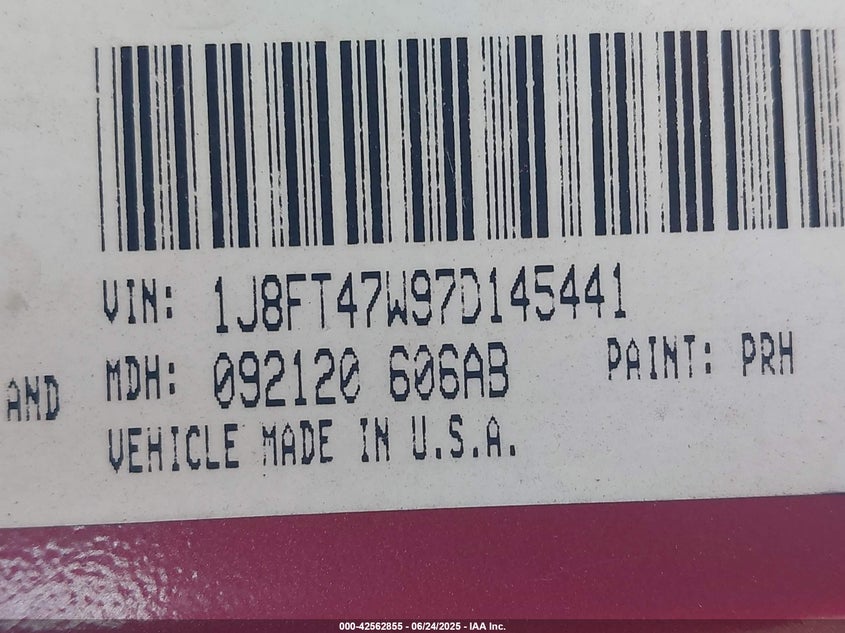 VIN: 1J8FT47W97D145441
MDH: 092120 606AB PAINT: PRH
AND
VEHICLE MADE IN U.S.A.
000-42562855 - 06/24/2025 - IAA Inc.